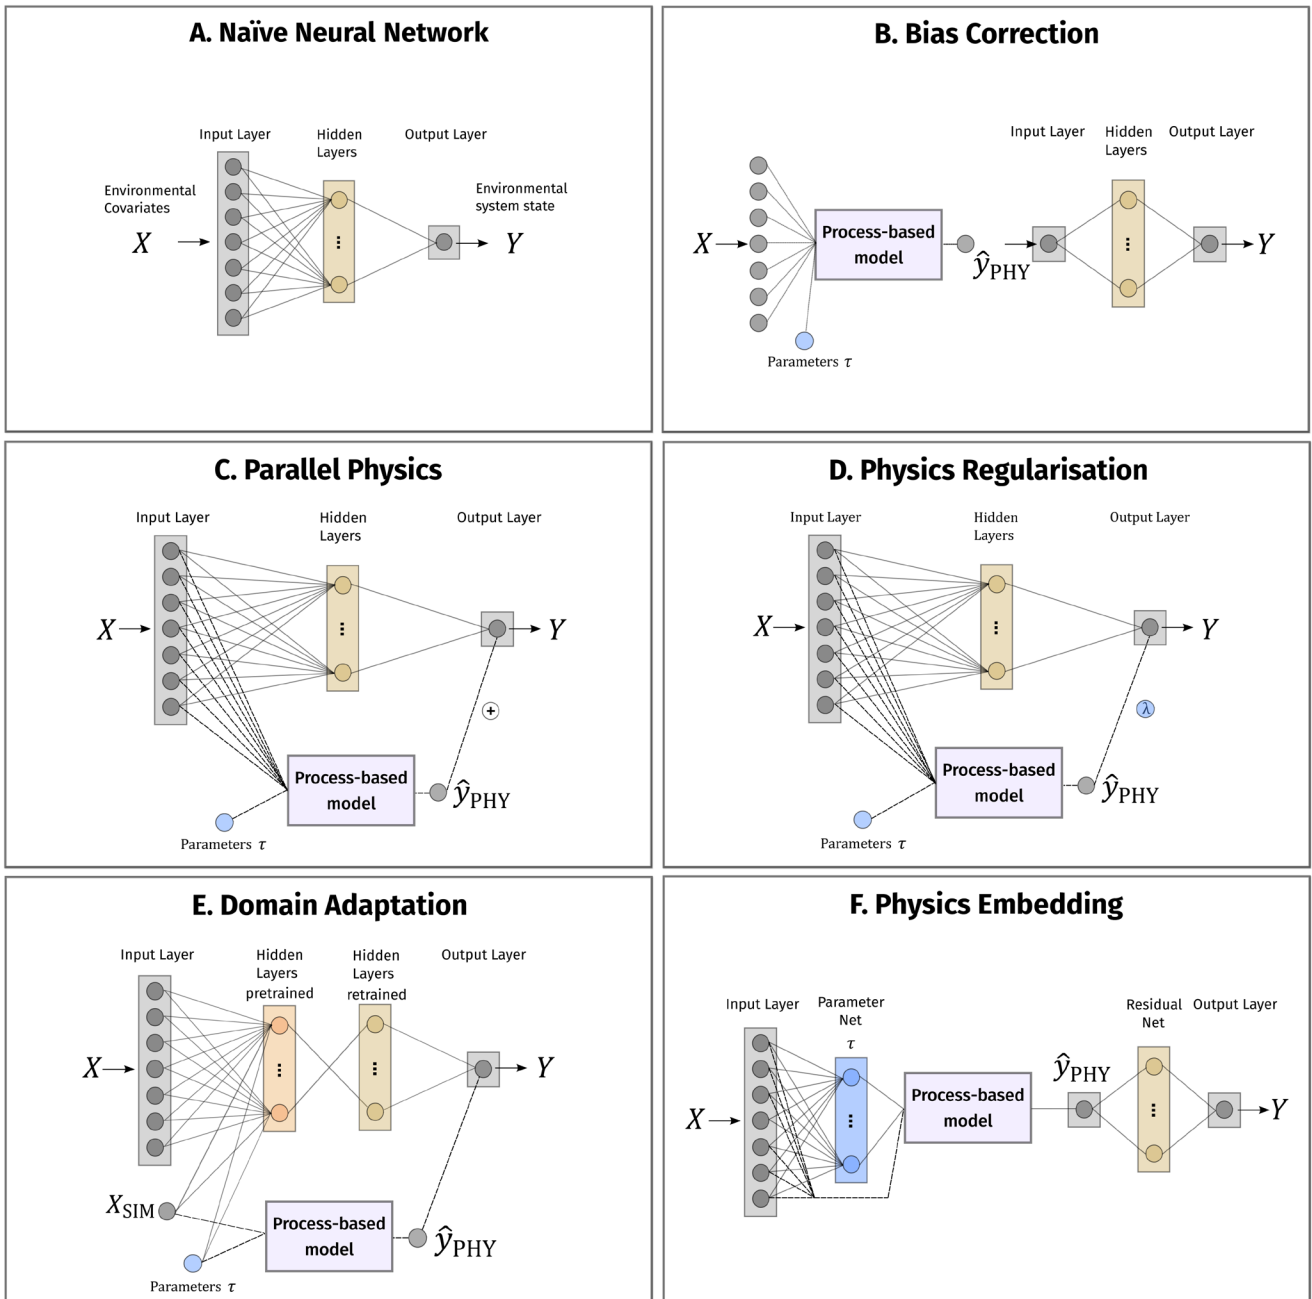 A. Naïve Neural Network
Input Layer
Hidden
Layers
Output Layer
Environmental
Covariates
X
...
Environmental
system state
Y
B. Bias Correction
Input Layer
Hidden
Layers
Output Layer
X
Process-based
model
ŷPHY
...
Y
Parameters τ
C. Parallel Physics
Input Layer
Hidden
Layers
Output Layer
X
...
Y
+
Process-based
model
ŷPHY
Parameters τ
D. Physics Regularisation
Input Layer
Hidden
Layers
Output Layer
X
...
Y
λ
Process-based
model
ŷPHY
Parameters τ
E. Domain Adaptation
Input Layer
Hidden
Layers
pretrained
Hidden
Layers
retrained
Output Layer
X
...
...
Y
XSIM
Process-based
model
ŷPHY
Parameters τ
F. Physics Embedding
Input Layer
Parameter
Net
τ
Residual
Net
Output Layer
X
...
Process-based
model
ŷPHY
...
Y